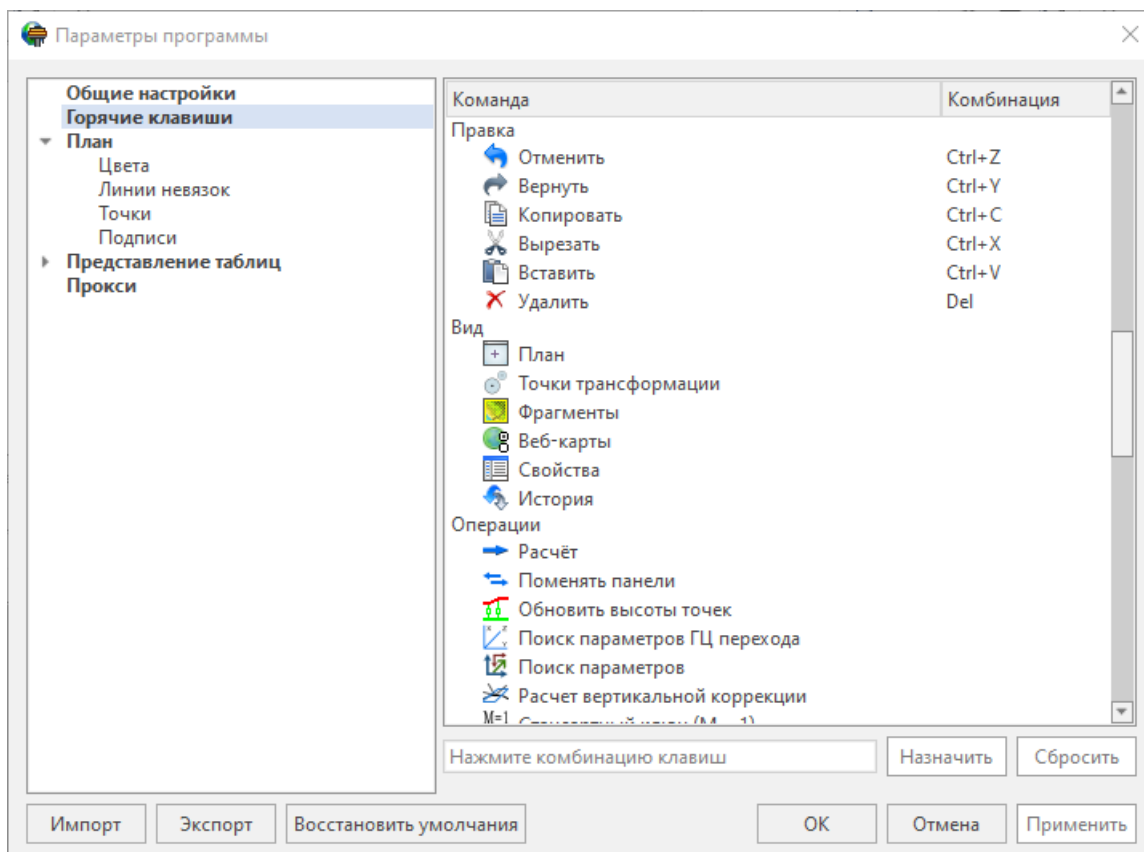 Параметры программы
Общие настройки
Горячие клавиши
План
Цвета
Линии невязок
Точки
Подписи
Представление таблиц
Прокси
Команда Комбинация
Правка
Отменить Ctrl+Z
Вернуть Ctrl+Y
Копировать Ctrl+C
Вырезать Ctrl+X
Вставить Ctrl+V
Удалить Del
Вид
План
Точки трансформации
Фрагменты
Веб-карты
Свойства
История
Операции
Расчёт
Поменять панели
Обновить высоты точек
Поиск параметров ГЦ перехода
Поиск параметров
Расчет вертикальной коррекции
M=1
Нажмите комбинацию клавиш Назначить Сбросить
Импорт Экспорт Восстановить умолчания ОК Отмена Применить